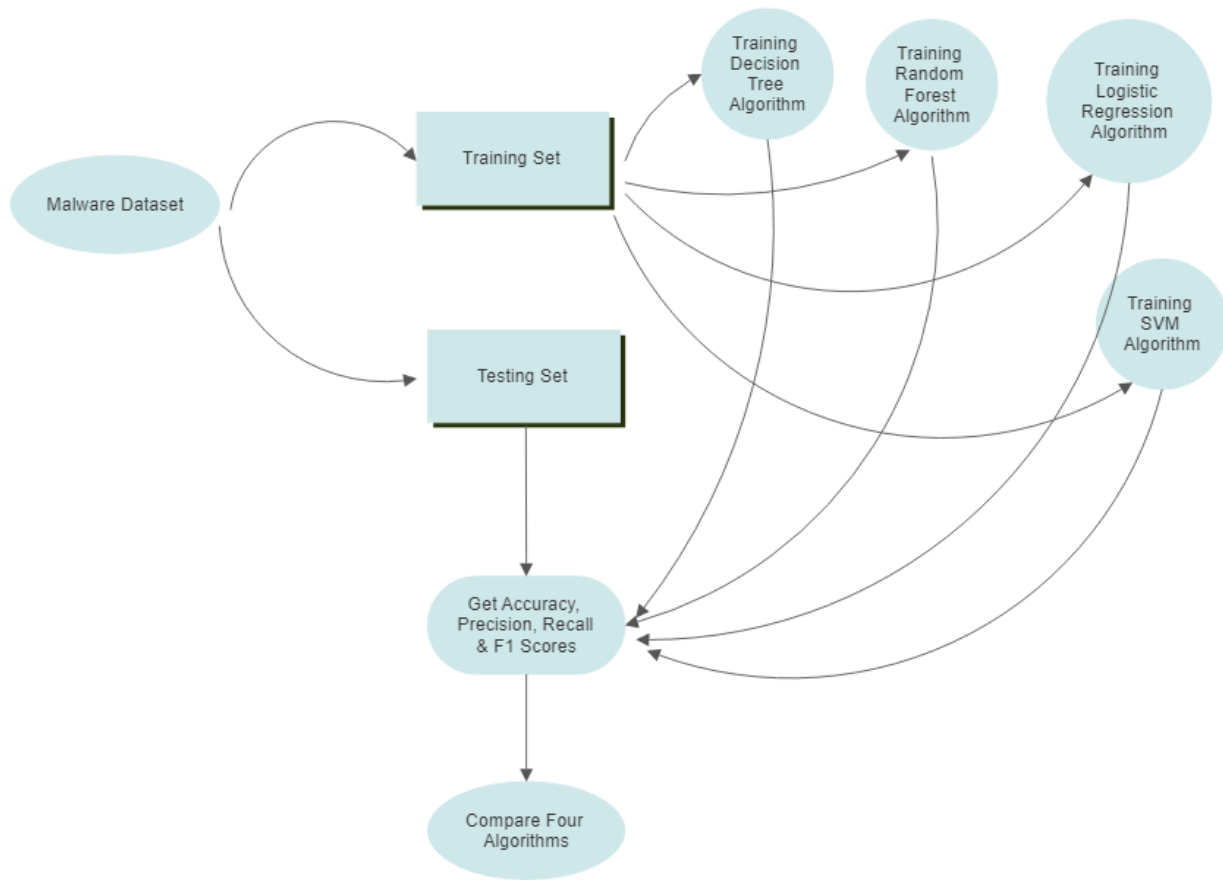 Malware Dataset
Training Set
Testing Set
Training
Decision
Tree
Algorithm
Training
Random
Forest
Algorithm
Training
Logistic
Regression
Algorithm
Training
SVM
Algorithm
Get Accuracy,
Precision, Recall
& F1 Scores
Compare Four
Algorithms